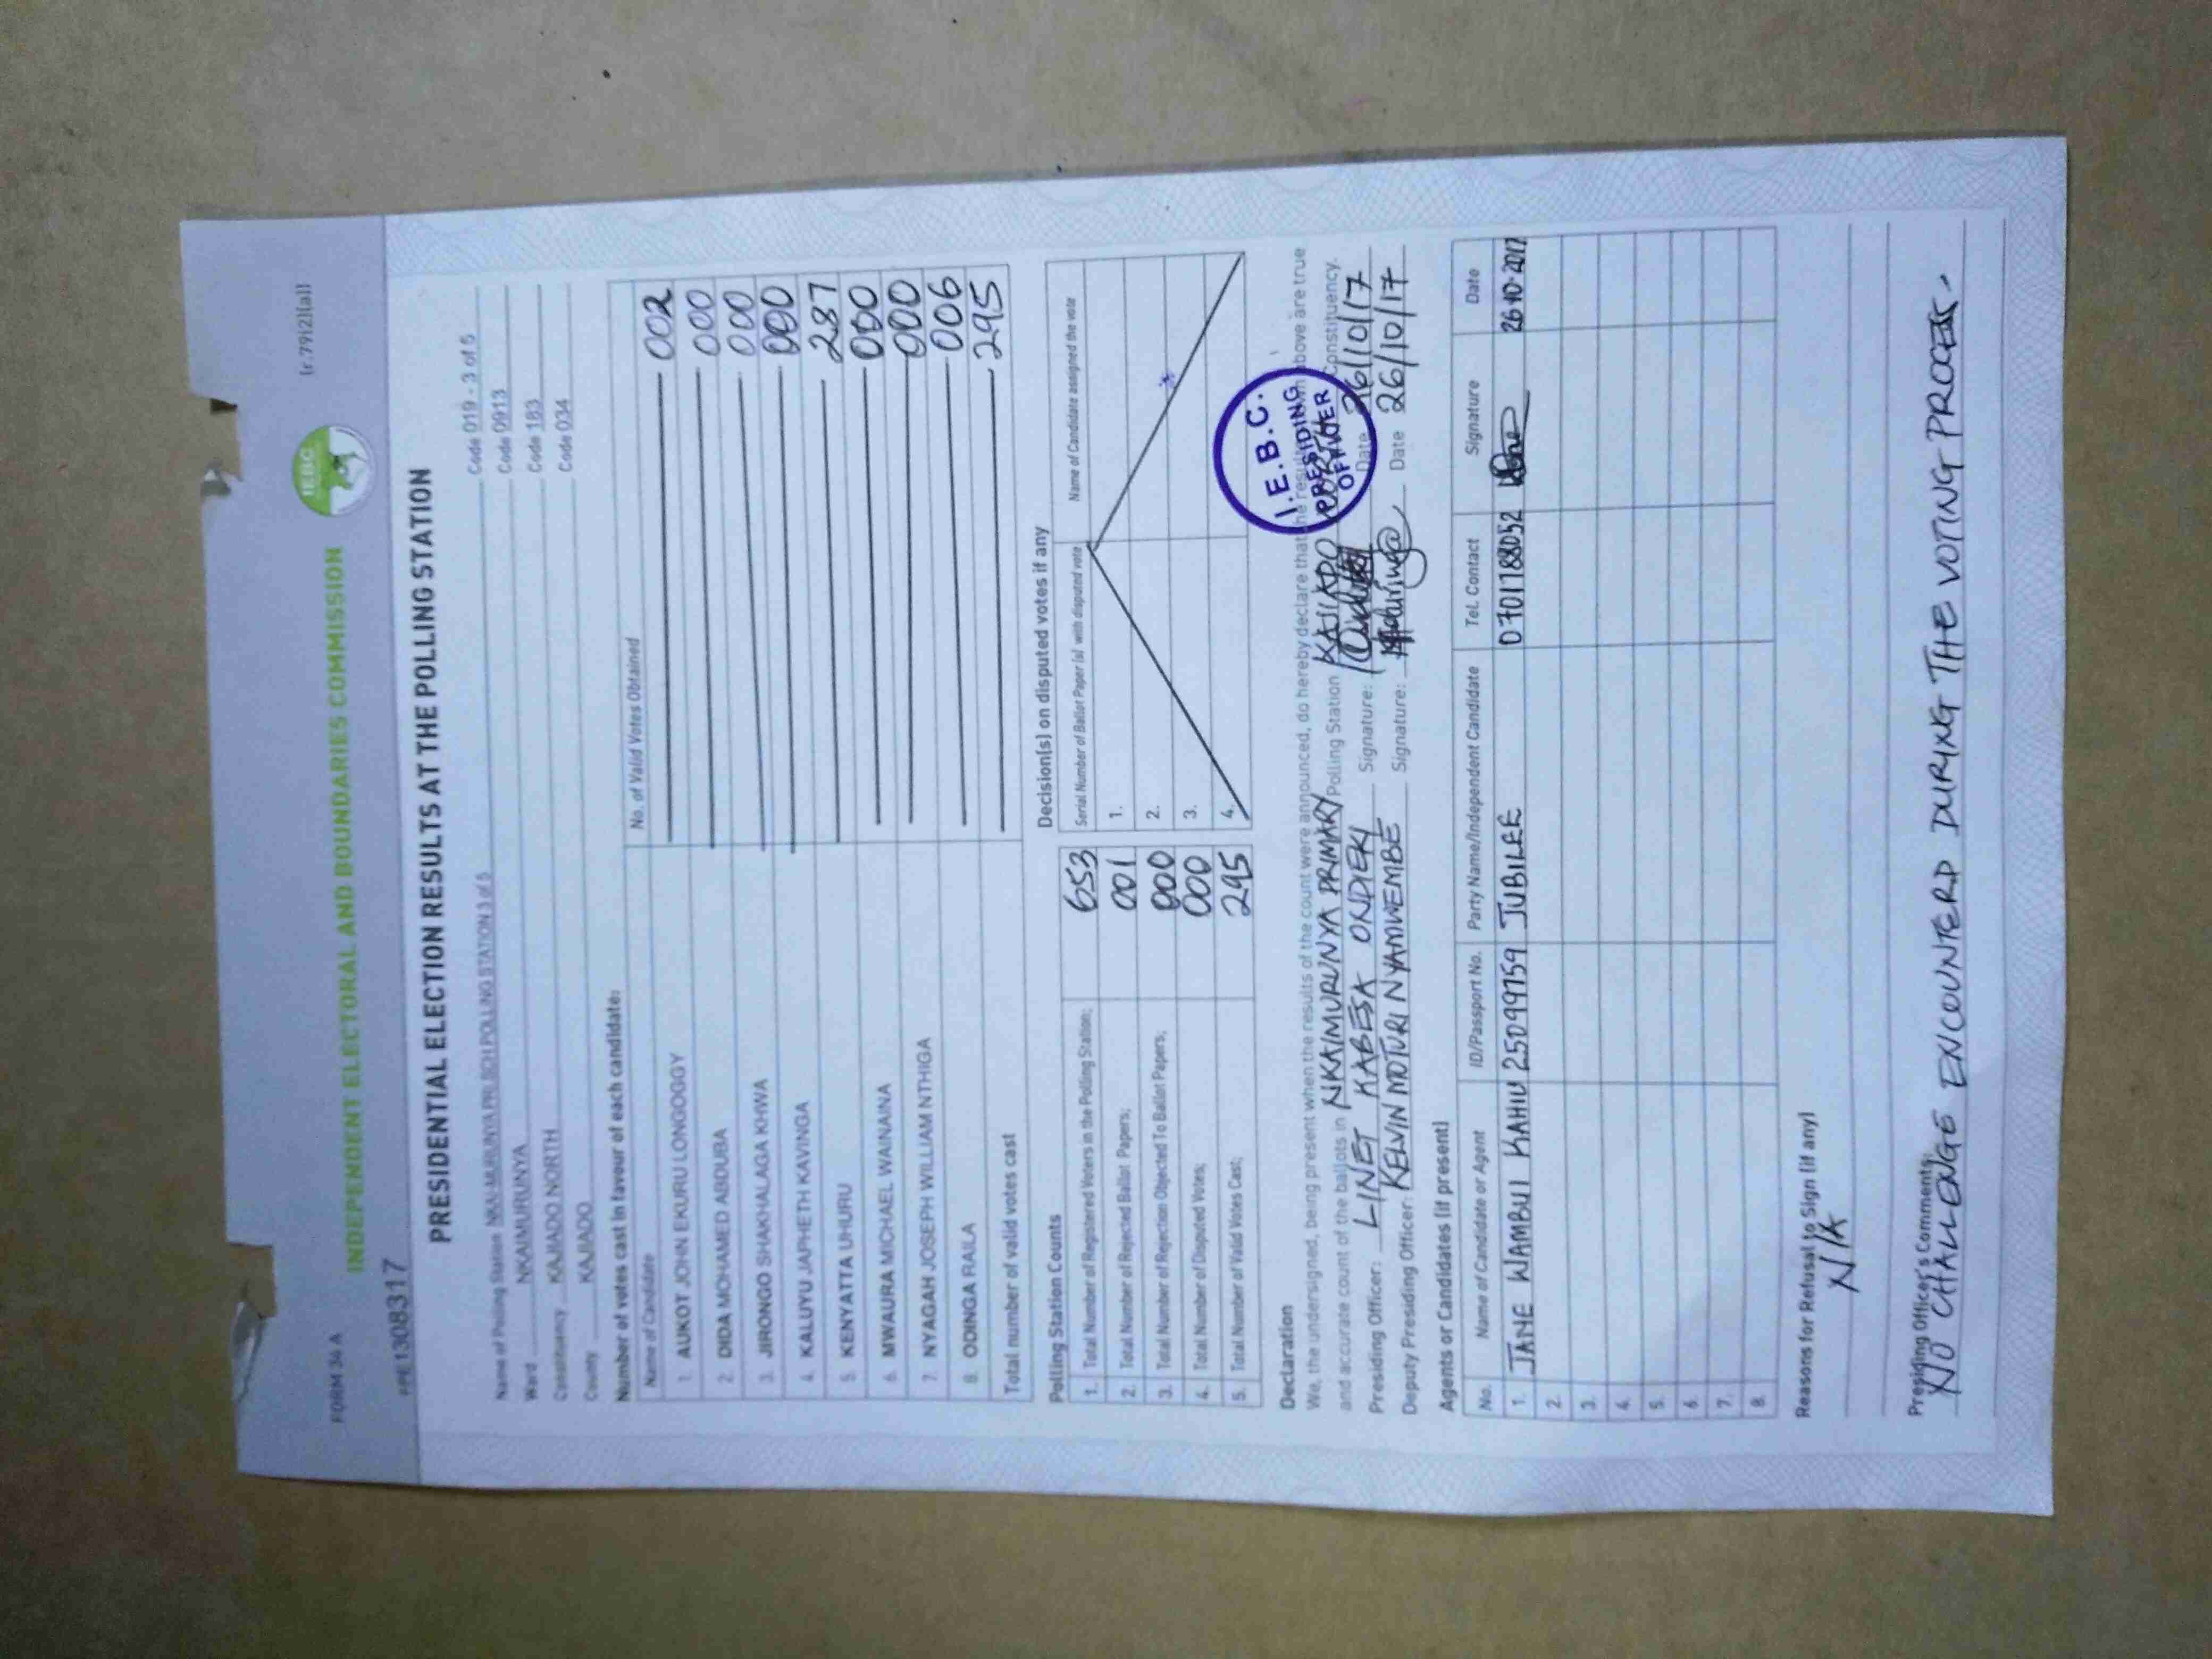 FORM 34 A
(r.79(2)(a))
IEBC
INDEPENDENT ELECTORAL AND BOUNDARIES COMMISSION
PPE 1308317
PRESIDENTIAL ELECTION RESULTS AT THE POLLING STATION
Name of Polling Station NKAI-MURUNYA PRI SCH POLLING STATION 3 of 5 Code 019 - 3 of 5
Ward NKAIMURUNYA Code 0913
Constituency KAJIADO NORTH Code 183
County KAJIADO Code 034
Number of votes cast in favour of each candidate:
Name of Candidate No. of Valid Votes Obtained
1. AUKOT JOHN EKURU LONGOGGY 002
2. DIDA MOHAMED ABDUBA 000
3. JIRONGO SHAKHALAGA KHWA 000
4. KALUYU JAPHETH KAVINGA 000
5. KENYATTA UHURU 287
6. MWAURA MICHAEL WAINAINA 000
7. NYAGAH JOSEPH WILLIAM NTHIGA 000
8. ODINGA RAILA 006
Total number of valid votes cast 295
Polling Station Counts
1. Total Number of Registered Voters in the Polling Station; 653
2. Total Number of Rejected Ballot Papers; 001
3. Total Number of Rejection Objected To Ballot Papers; 000
4. Total Number of Disputed Votes; 000
5. Total Number of Valid Votes Cast; 295
Decision(s) on disputed votes if any
Serial Number of Ballot Paper(s) with disputed vote Name of Candidate assigned the vote
1.
2.
3.
4.
Declaration
We, the undersigned, being present when the results of the count were announced, do hereby declare that the results shown above are true
and accurate count of the ballots in NKAIMURUNYA PRIMARY Polling Station KAJIADO NORTH Constituency.
Presiding Officer: LINET KABESA ONDIEKI Signature: Date 26/10/17
Deputy Presiding Officer: KELVIN MOTURI NYAMWEMBE Signature: Date 26/10/17
I.E.B.C.
PRESIDING
OFFICER
Agents or Candidates (if present)
No. Name of Candidate or Agent ID/Passport No. Party Name/Independent Candidate Tel. Contact Signature Date
1. JANE WAMBUI KAHIU 25099759 JUBILEE 0701188052 26-10-2017
2.
3.
4.
5.
6.
7.
8.
Reasons for Refusal to Sign (if any)
N/A
Presiding Officer's Comments:
NO CHALLENGE ENCOUNTERD DURING THE VOTING PROCESS.